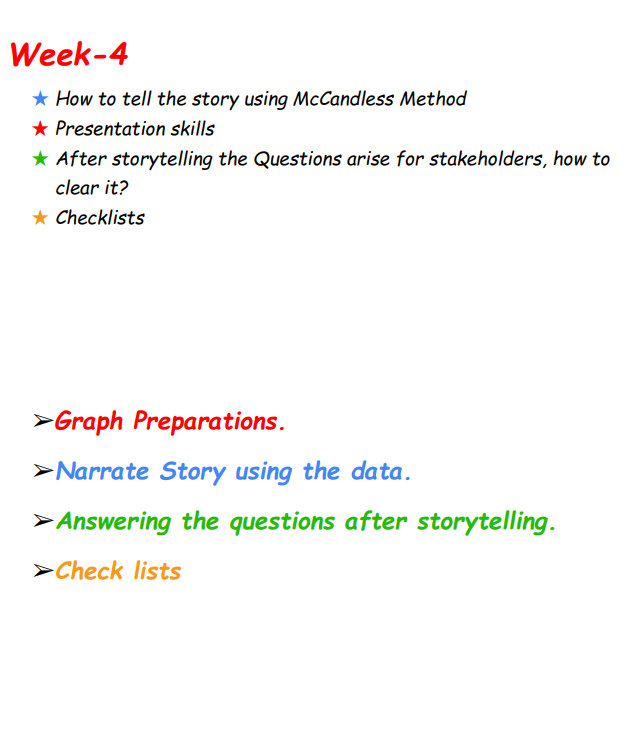 Week-4
★ How to tell the story using McCandless Method
★ Presentation skills
★ After storytelling the Questions arise for stakeholders, how to
clear it?
★ Checklists
➢Graph Preparations.
➢Narrate Story using the data.
➢Answering the questions after storytelling.
➢Check lists